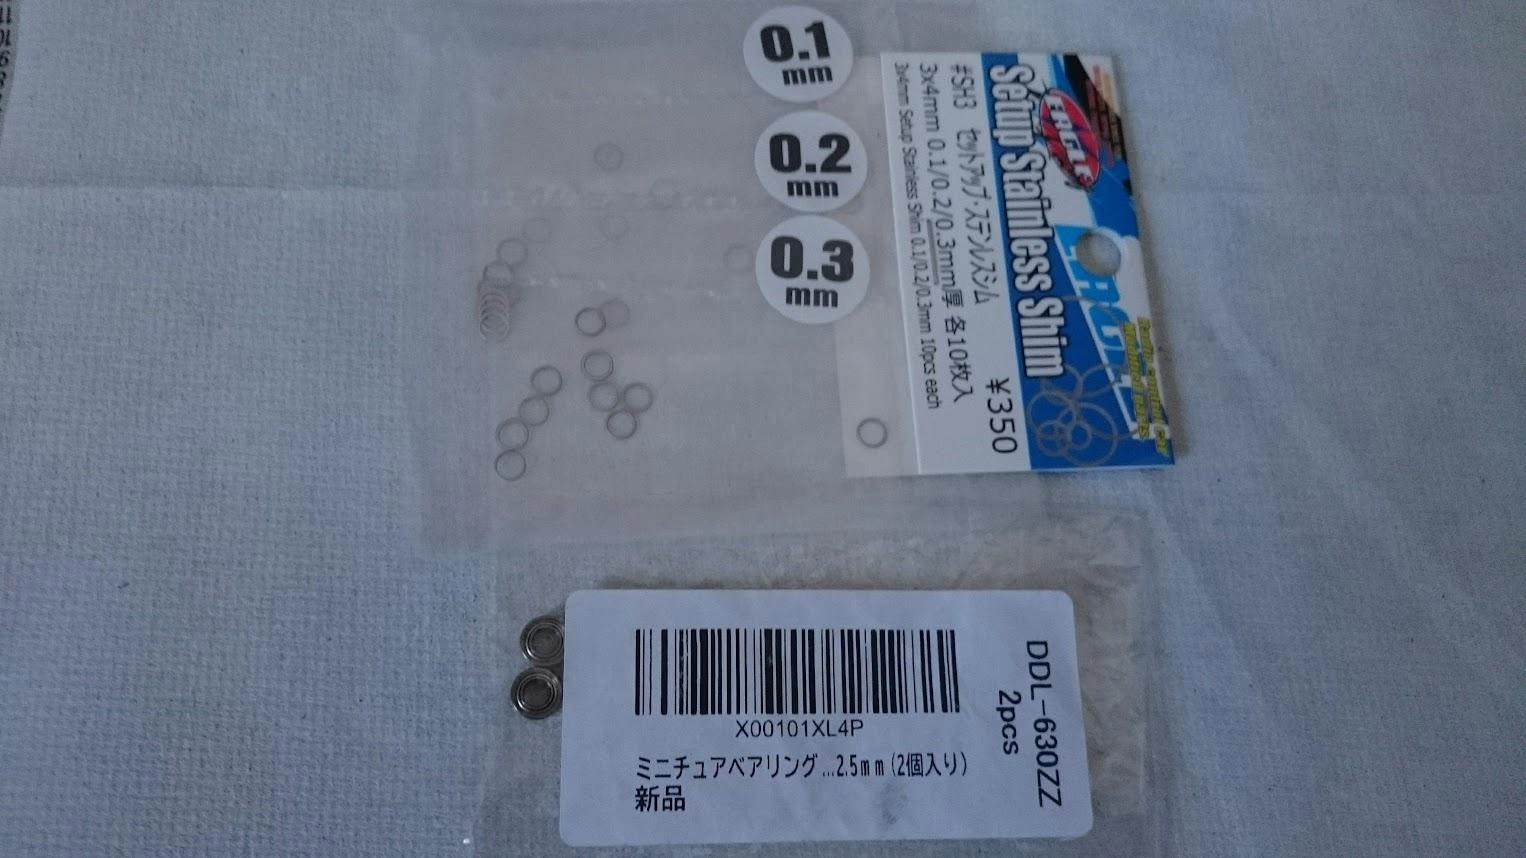 0.1
mm
0.2
mm
0.3
mm
EAGLE
Setup Stainless Shim
#SH3 セットアップ・ステンレスシム
3x4mm 0.1/0.2/0.3mm厚 各10枚入
3x4mm Setup Stainless Shim 0.1/0.2/0.3mm 10pcs each
¥350
DDL-630ZZ
2pcs
X00101XL4P
ミニチュアベアリング...2.5mm(2個入り)
新品